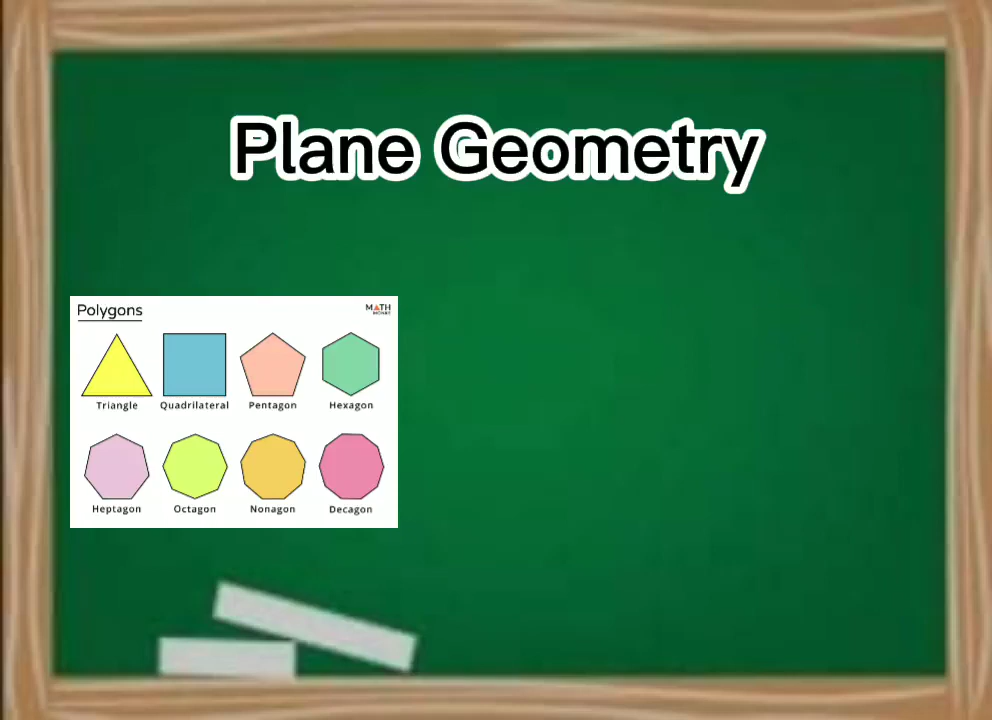 Plane Geometry
Polygons
MATH
MONKS
Triangle Quadrilateral Pentagon Hexagon
Heptagon Octagon Nonagon Decagon